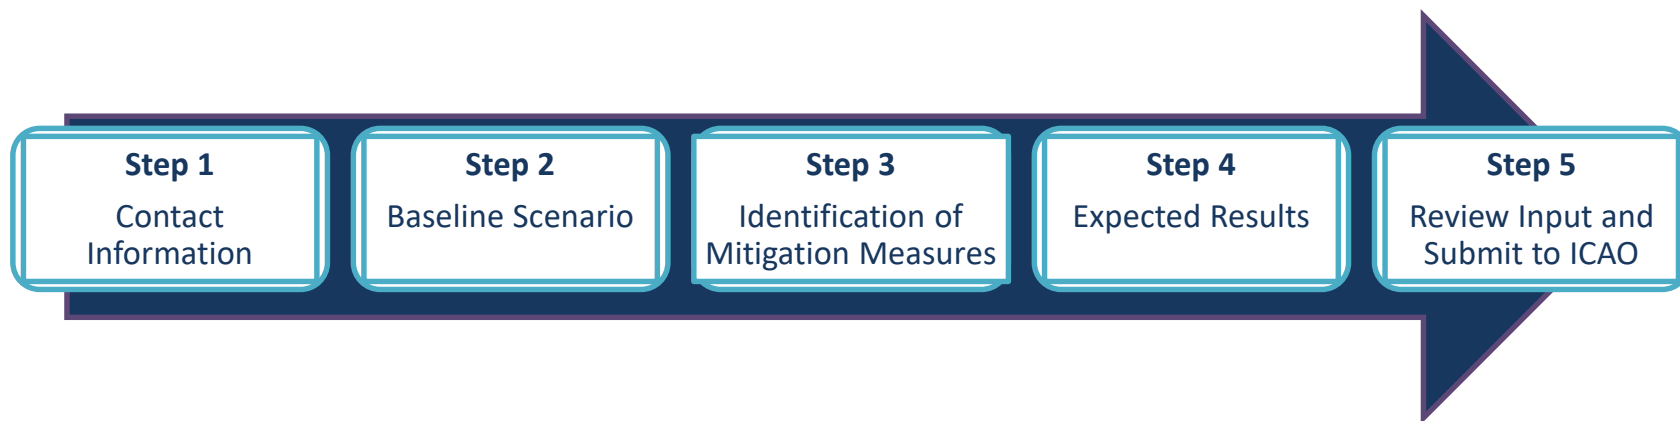 Step 1
Contact
Information
Step 2
Baseline Scenario
Step 3
Identification of
Mitigation Measures
Step 4
Expected Results
Step 5
Review Input and
Submit to ICAO